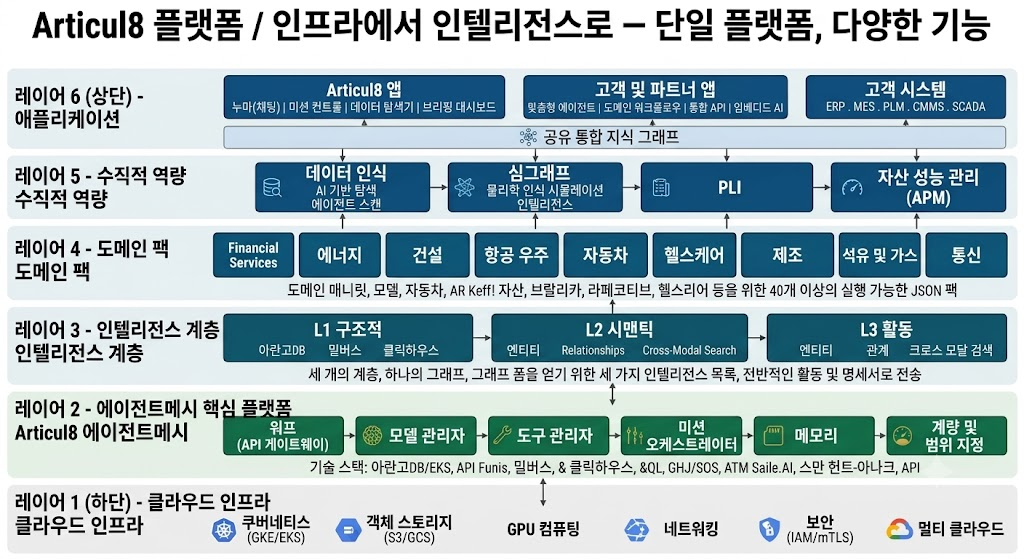 Articul8 플랫폼 / 인프라에서 인텔리전스로 — 단일 플랫폼, 다양한 기능
레이어 6 (상단) -
애플리케이션
Articul8 앱
누마(채팅) | 미션 컨트롤 | 데이터 탐색기 | 브리핑 대시보드
고객 및 파트너 앱
맞춤형 에이전트 | 도메인 워크플로우 | 통합 API | 임베디드 AI
고객 시스템
ERP . MES . PLM . CMMS . SCADA
공유 통합 지식 그래프
레이어 5 - 수직적 역량
수직적 역량
데이터 인식
AI 기반 탐색
에이전트 스캔
심그래프
물리학 인식 시뮬레이션
인텔리전스
PLI
자산 성능 관리
(APM)
레이어 4 - 도메인 팩
도메인 팩
Financial
Services
에너지
건설
항공 우주
자동차
헬스케어
제조
석유 및 가스
통신
도메인 매니릿, 모델, 자동차, AR Keff! 자산, 브랄리카, 라페코티브, 헬스리어 등을 위한 40개 이상의 실행 가능한 JSON 팩
레이어 3 - 인텔리전스 계층
인텔리전스 계층
L1 구조적
아란고DB 밀버스 클릭하우스
L2 시맨틱
엔티티 Relationships Cross-Modal Search
L3 활동
엔티티 관계 크로스 모달 검색
세 개의 계층, 하나의 그래프, 그래프 폼을 얻기 위한 세 가지 인텔리전스 목록, 전반적인 활동 및 명세서로 전송
레이어 2 - 에이전트메시 핵심 플랫폼
Articul8 에이전트메시
워프
(API 게이트웨이)
모델 관리자
도구 관리자
미션
오케스트레이터
메모리
계량 및
범위 지정
기술 스택: 아란고DB/EKS, API Funis, 밀버스, & 클릭하우스, &QL, GHJ/SOS, ATM Saile.AI, 스만 헌트-아나크, API
레이어 1 (하단) - 클라우드 인프라
클라우드 인프라
쿠버네티스
(GKE/EKS)
객체 스토리지
(S3/GCS)
GPU 컴퓨팅
네트워킹
보안
(IAM/mTLS)
멀티 클라우드